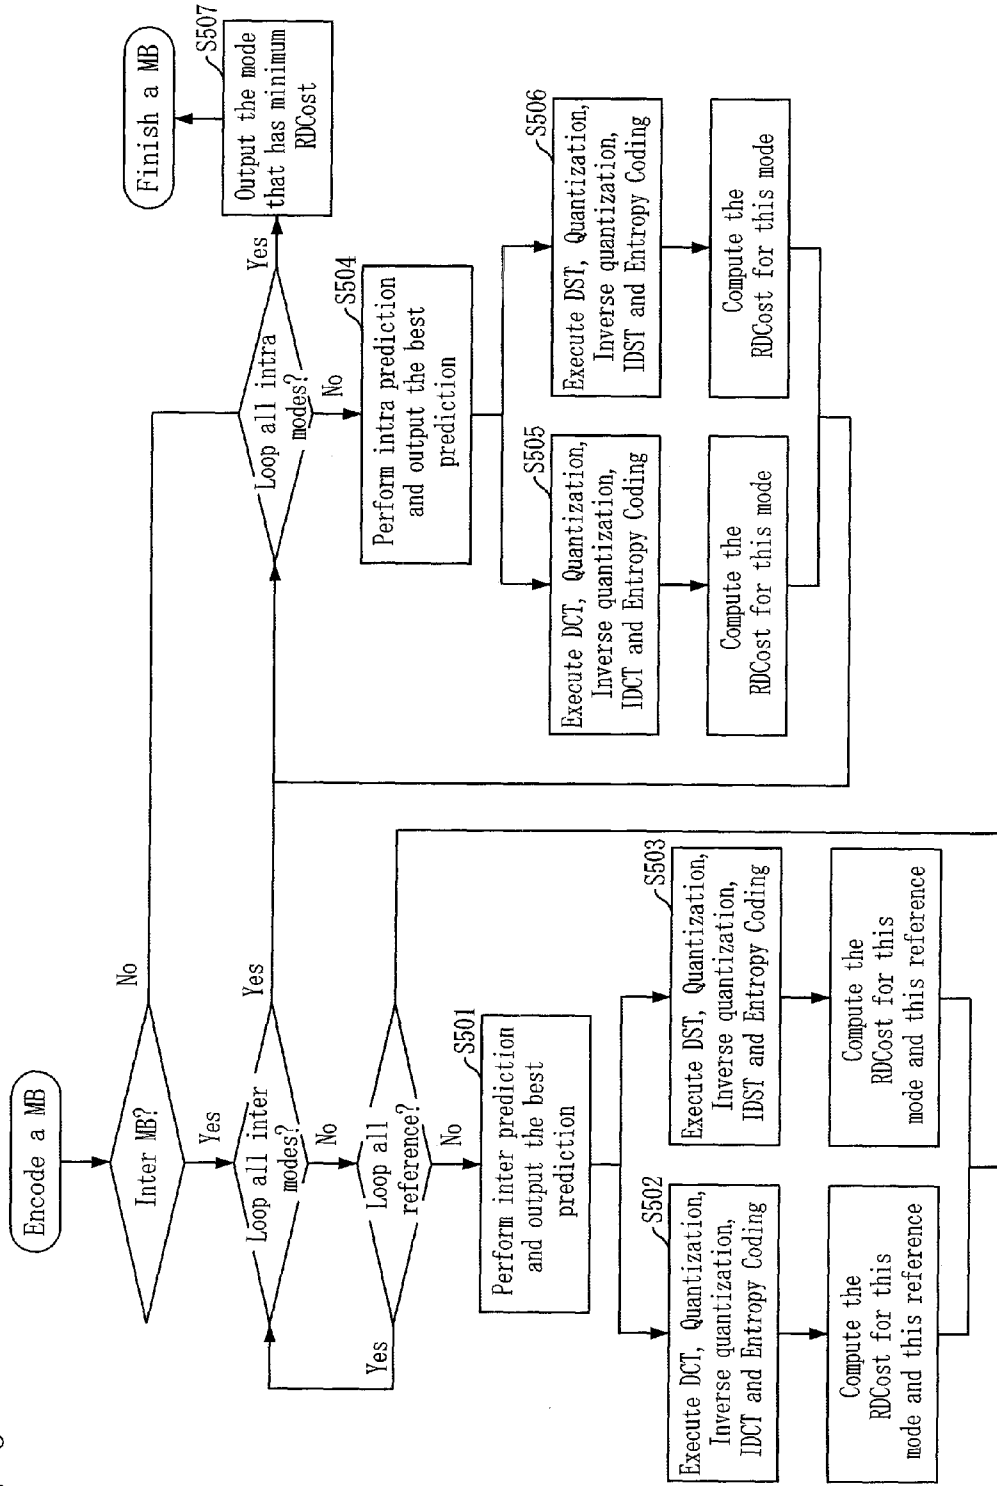 Encode a MB
Inter MB?
No
Yes
Loop all inter
modes?
Yes
No
Loop all
reference?
Yes
No
S501
Perform inter prediction
and output the best
prediction
S502
Execute DCT, Quantization,
Inverse quantization,
IDCT and Entropy Coding
S503
Execute DST, Quantization,
Inverse quantization,
IDST and Entropy Coding
Compute the
RDCost for this
mode and this reference
Compute the
RDCost for this
mode and this reference
Loop all intra
modes?
Yes
No
S504
Perform intra prediction
and output the best
prediction
S505
Execute DCT, Quantization,
Inverse quantization,
IDCT and Entropy Coding
S506
Execute DST, Quantization,
Inverse quantization,
IDST and Entropy Coding
Compute the
RDCost for this mode
Compute the
RDCost for this mode
S507
Output the mode
that has minimum
RDCost
Finish a MB